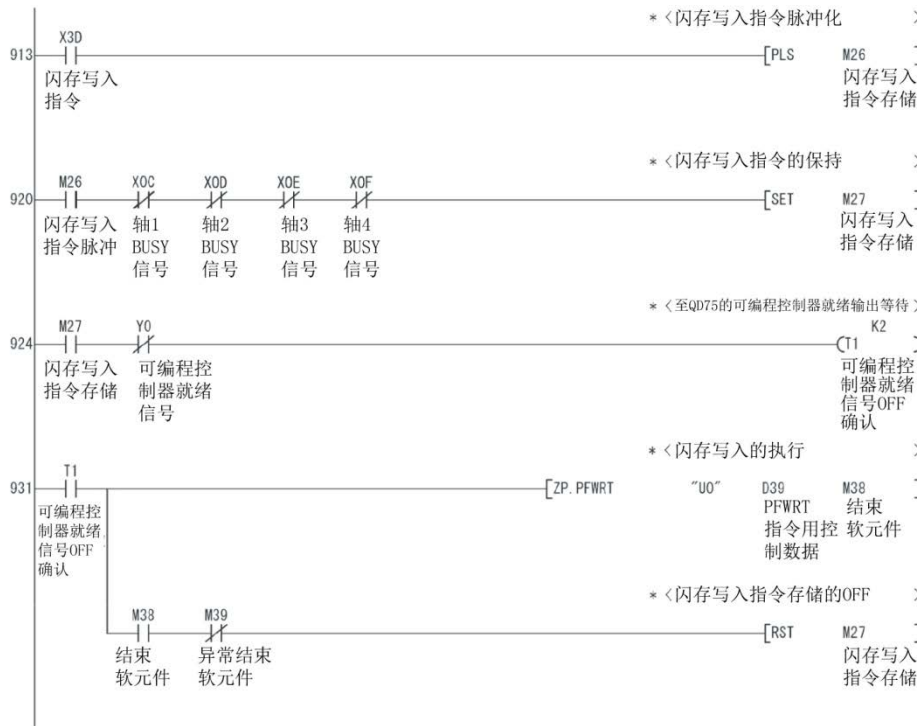 *〈闪存写入指令脉冲化 〉
X3D
913
[PLS M26 ]
闪存写入
指令
闪存写入
指令存储
*〈闪存写入指令的保持 〉
M26 X0C X0D X0E X0F
920
[SET M27 ]
闪存写入 轴1 轴2 轴3 轴4
指令脉冲 BUSY BUSY BUSY BUSY
信号 信号 信号 信号
闪存写入
指令存储
*〈至QD75的可编程控制器就绪输出等待〉
M27 Y0 K2
924
(T1 )
闪存写入 可编程控
指令存储 制器就绪
信号
可编程控
制器就绪
信号OFF
确认
*〈闪存写入的执行 〉
T1
931
[ZP.PFWRT "U0" D39 M38 ]
可编程控
制器就绪
信号OFF
确认
PFWRT 结束
指令用控 软元件
制数据
*〈闪存写入指令存储的OFF 〉
M38 M39
[RST M27 ]
结束 异常结束
软元件 软元件
闪存写入
指令存储